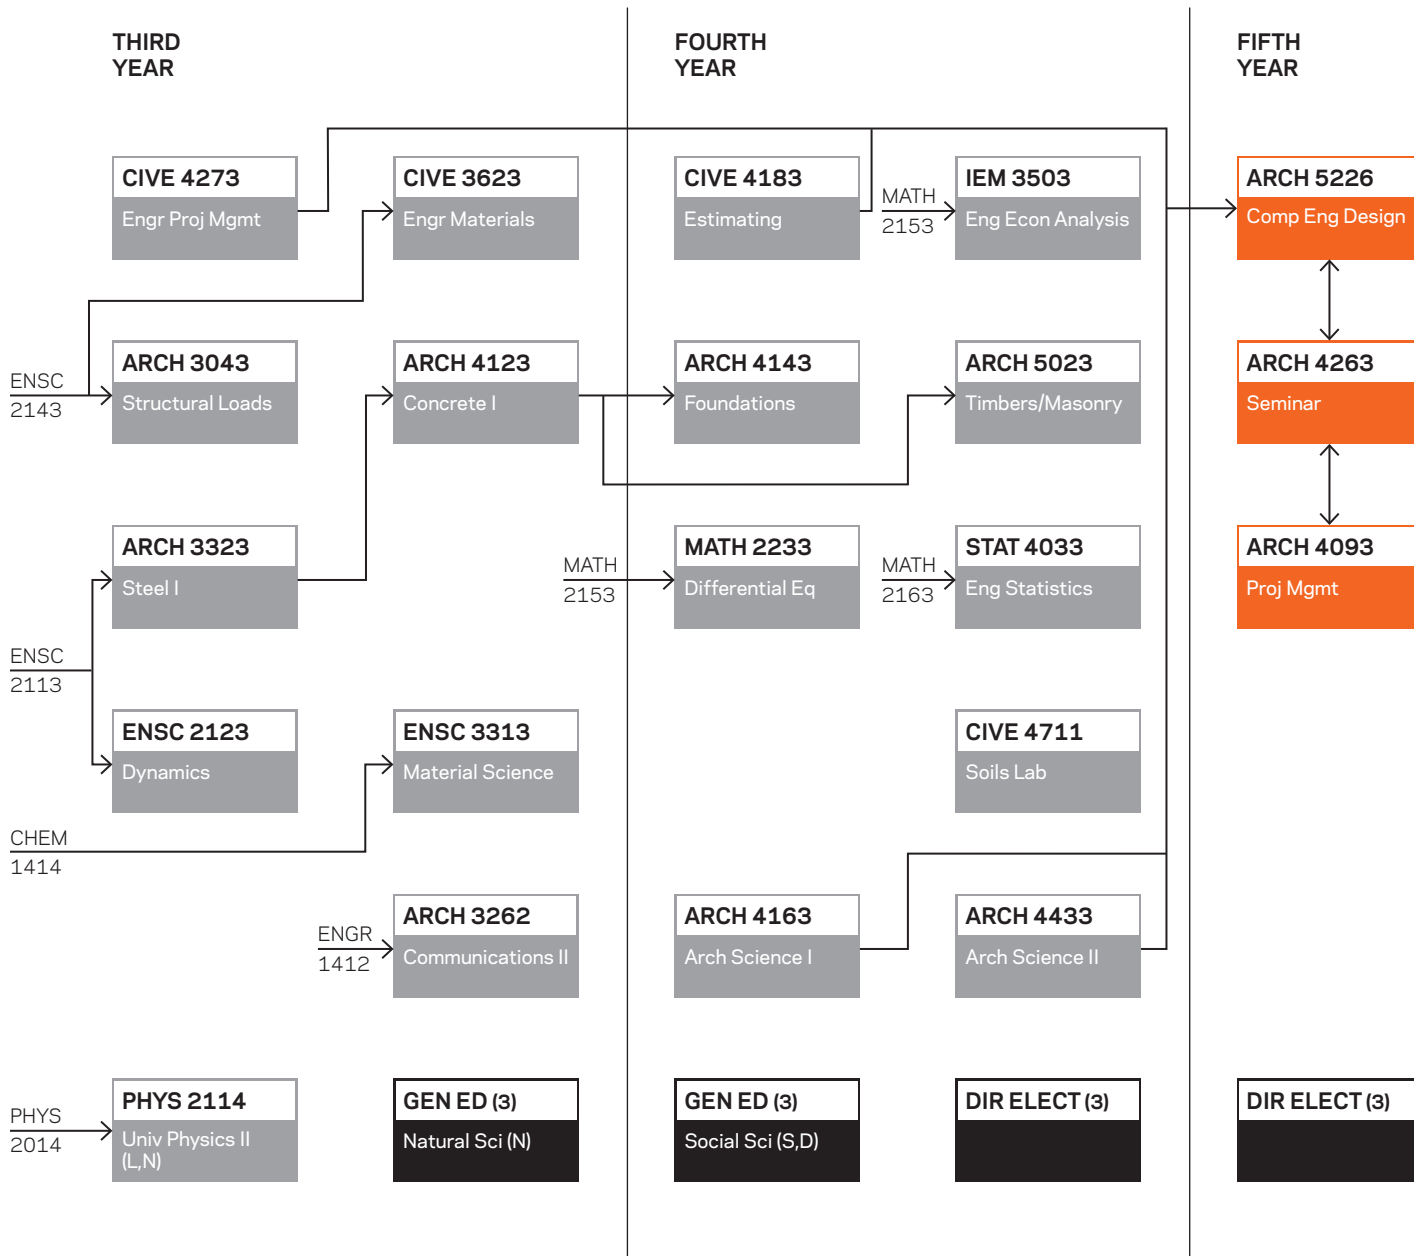 THIRD
YEAR
FOURTH
YEAR
FIFTH
YEAR
CIVE 4273
Engr Proj Mgmt
CIVE 3623
Engr Materials
CIVE 4183
Estimating
MATH
2153
IEM 3503
Eng Econ Analysis
ARCH 5226
Comp Eng Design
ENSC
2143
ARCH 3043
Structural Loads
ARCH 4123
Concrete I
ARCH 4143
Foundations
ARCH 5023
Timbers/Masonry
ARCH 4263
Seminar
ARCH 3323
Steel I
MATH
2153
MATH 2233
Differential Eq
MATH
2163
STAT 4033
Eng Statistics
ARCH 4093
Proj Mgmt
ENSC
2113
ENSC 2123
Dynamics
ENSC 3313
Material Science
CIVE 4711
Soils Lab
CHEM
1414
ENGR
1412
ARCH 3262
Communications II
ARCH 4163
Arch Science I
ARCH 4433
Arch Science II
PHYS
2014
PHYS 2114
Univ Physics II
(L,N)
GEN ED (3)
Natural Sci (N)
GEN ED (3)
Social Sci (S,D)
DIR ELECT (3)
DIR ELECT (3)